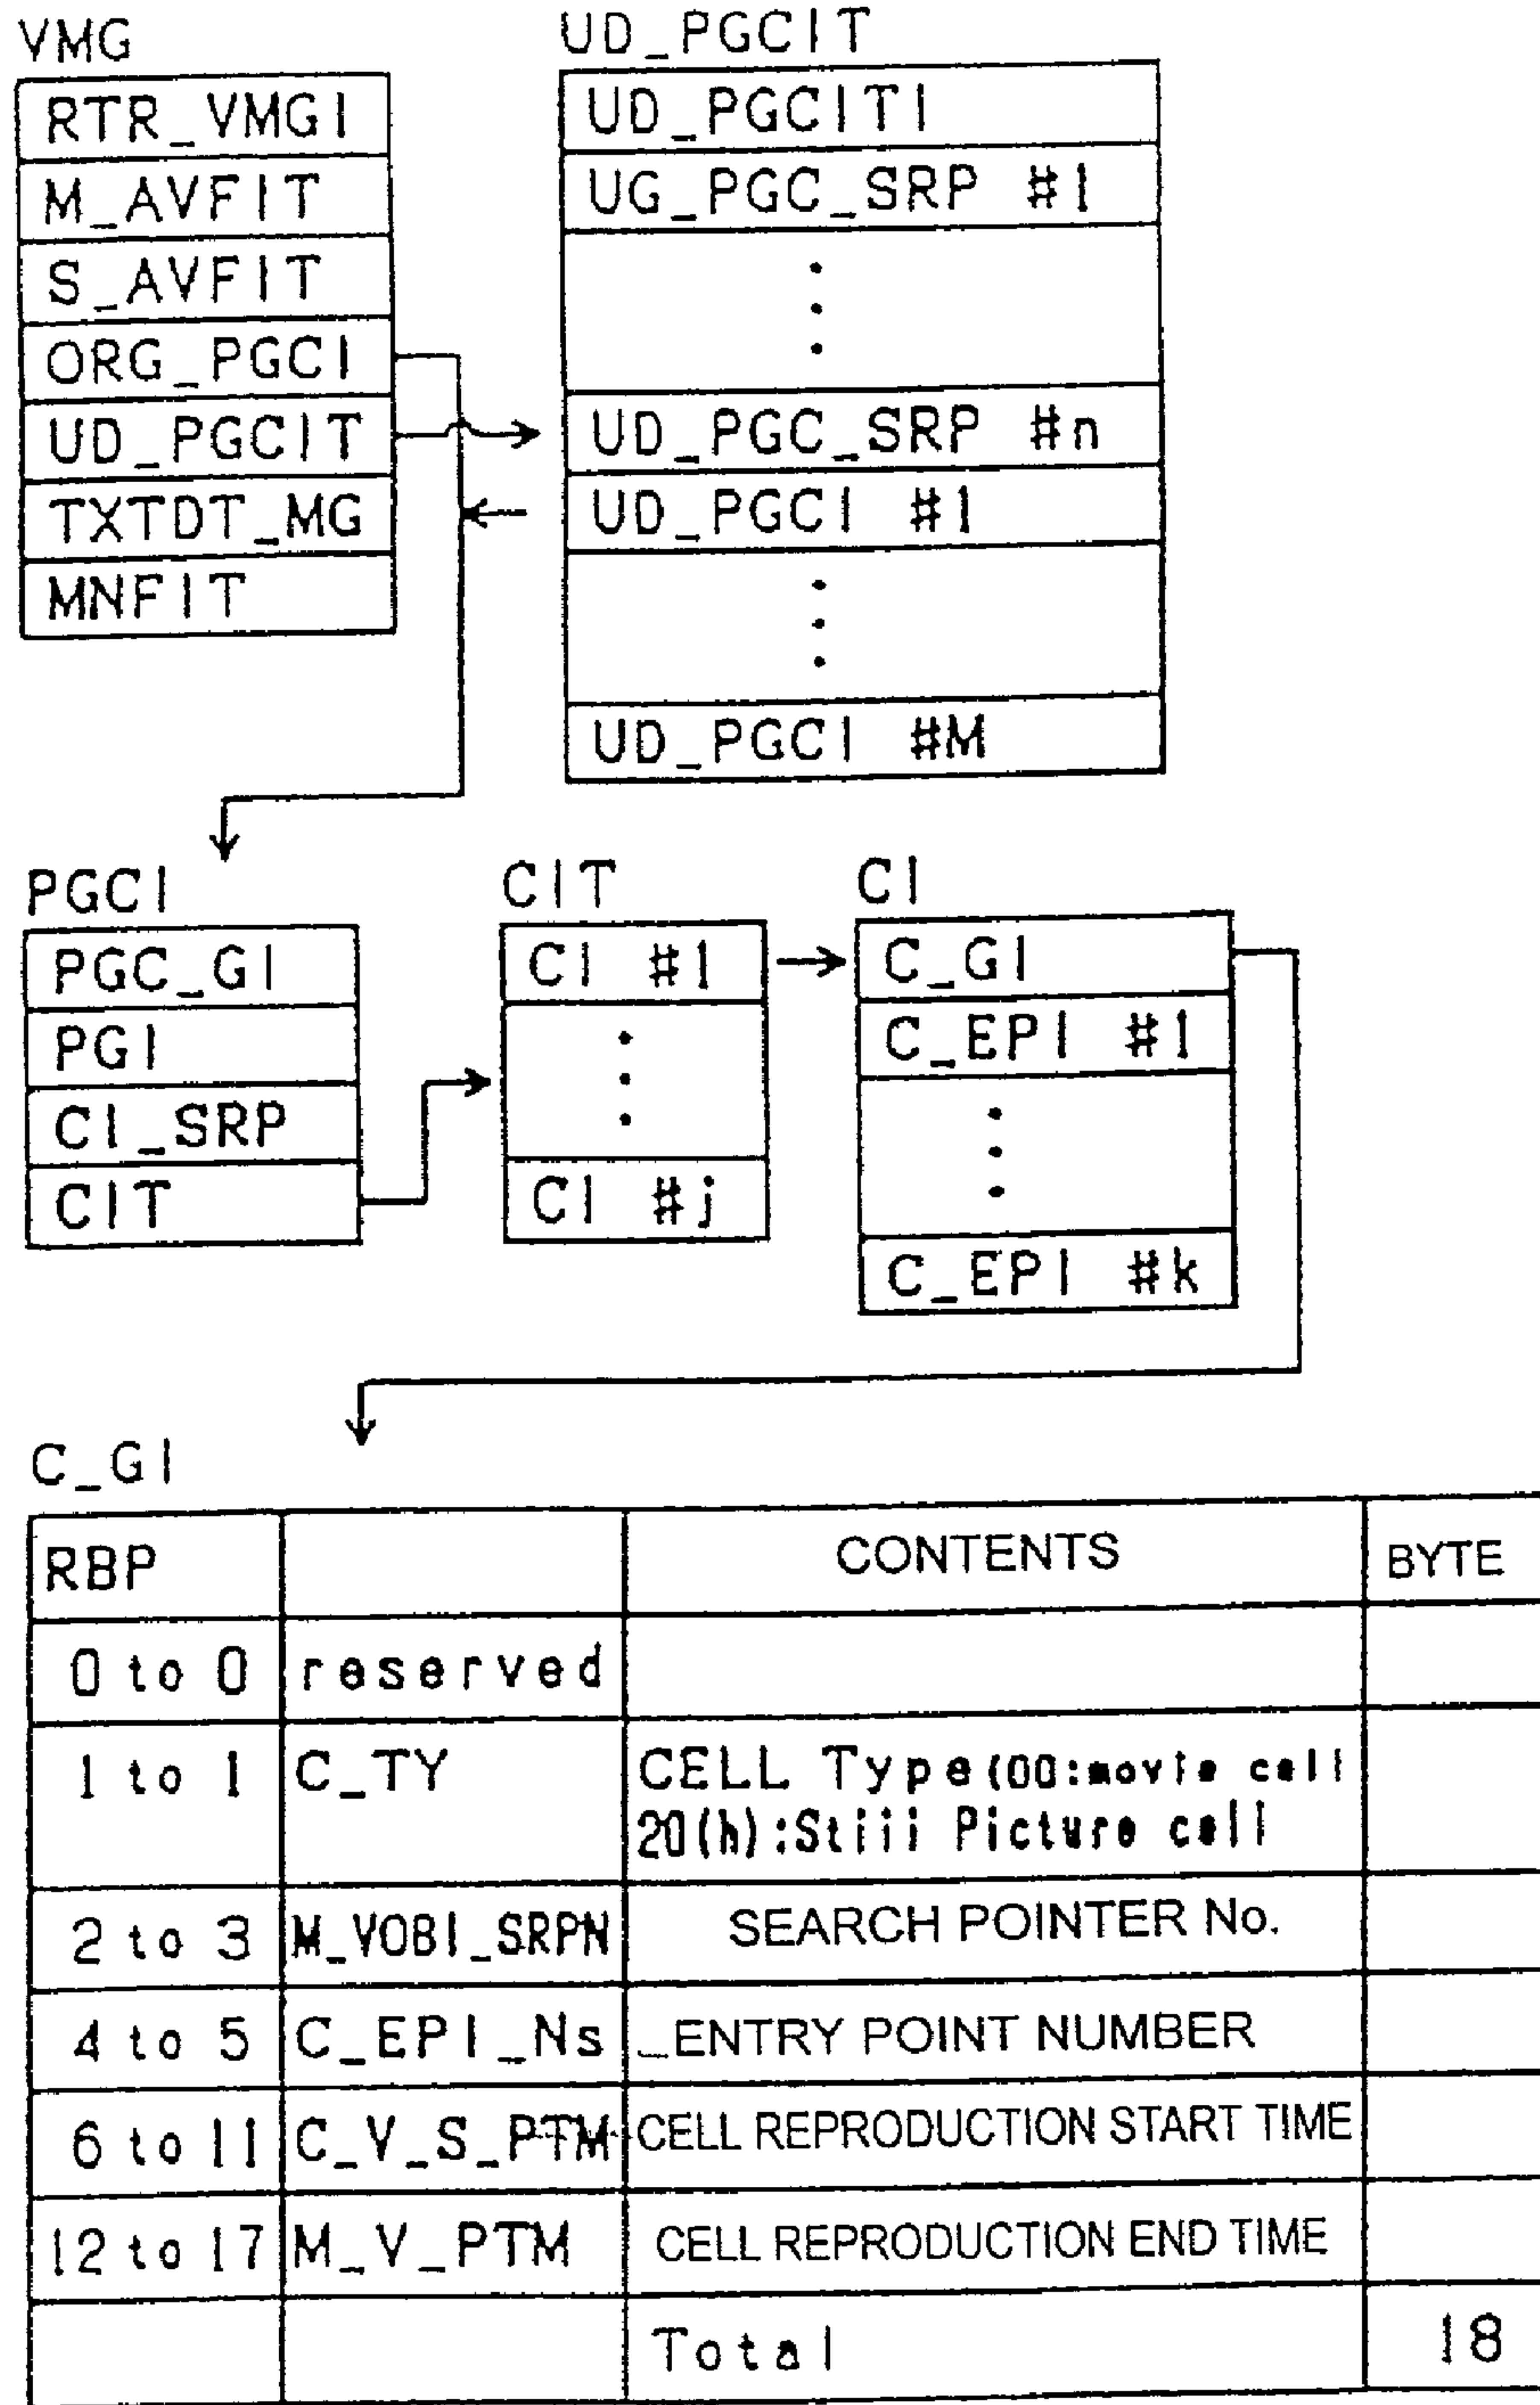 VMG
RTR_VMGI
M_AVFIT
S_AVFIT
ORG_PGCI
UD_PGCIT
TXTDT_MG
MNFIT
UD_PGCIT
UD_PGCITI
UG_PGC_SRP #1
UD_PGC_SRP #n
UD_PGCI #1
UD_PGCI #M
PGCI
PGC_GI
PGI
CI_SRP
CIT
CIT
CI #1
CI #j
CI
C_GI
C_EPI #1
C_EPI #k
C_GI
RBP CONTENTS BYTE
0 to 0 reserved
1 to 1 C_TY CELL Type(00:movie cell
20(h):Stiii Picture cell
2 to 3 M_VOBI_SRPN SEARCH POINTER No.
4 to 5 C_EPI_Ns _ENTRY POINT NUMBER
6 to 11 C_V_S_PTM CELL REPRODUCTION START TIME
12 to 17 M_V_PTM CELL REPRODUCTION END TIME
Total 18